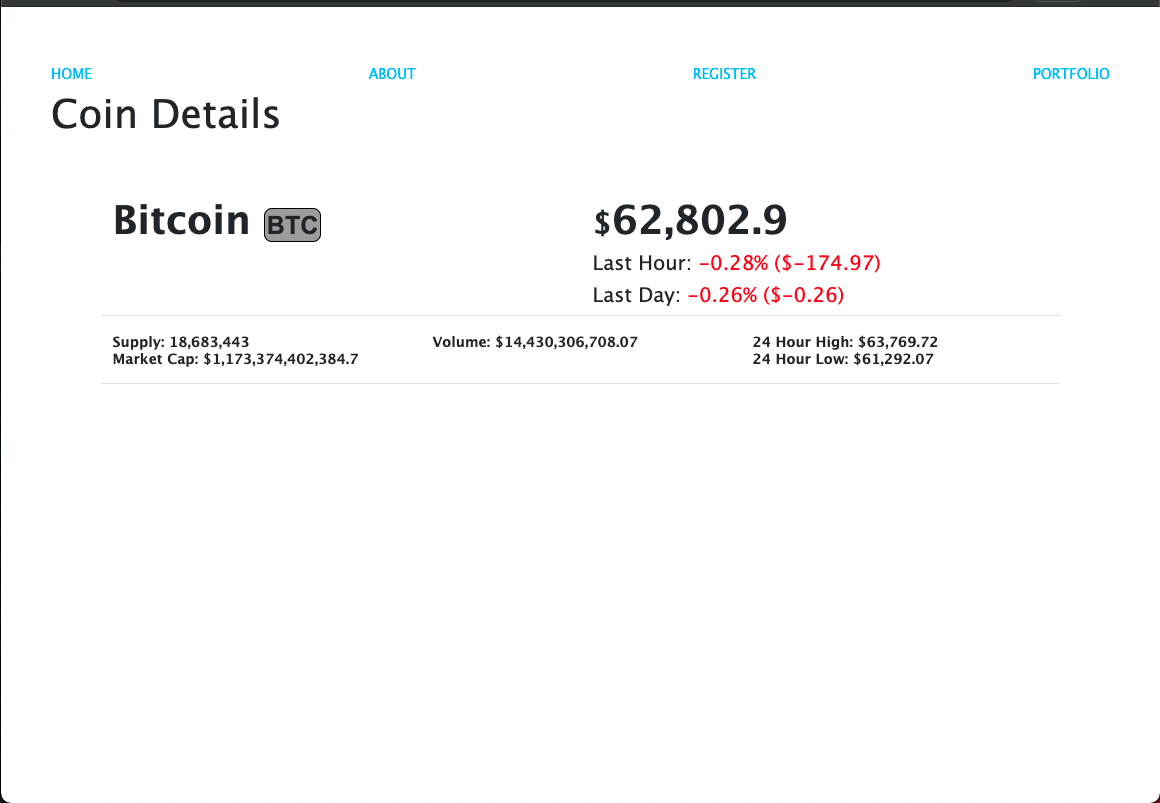 HOME ABOUT REGISTER PORTFOLIO
Coin Details
Bitcoin BTC
$62,802.9
Last Hour: -0.28% ($-174.97)
Last Day: -0.26% ($-0.26)
Supply: 18,683,443
Market Cap: $1,173,374,402,384.7
Volume: $14,430,306,708.07
24 Hour High: $63,769.72
24 Hour Low: $61,292.07